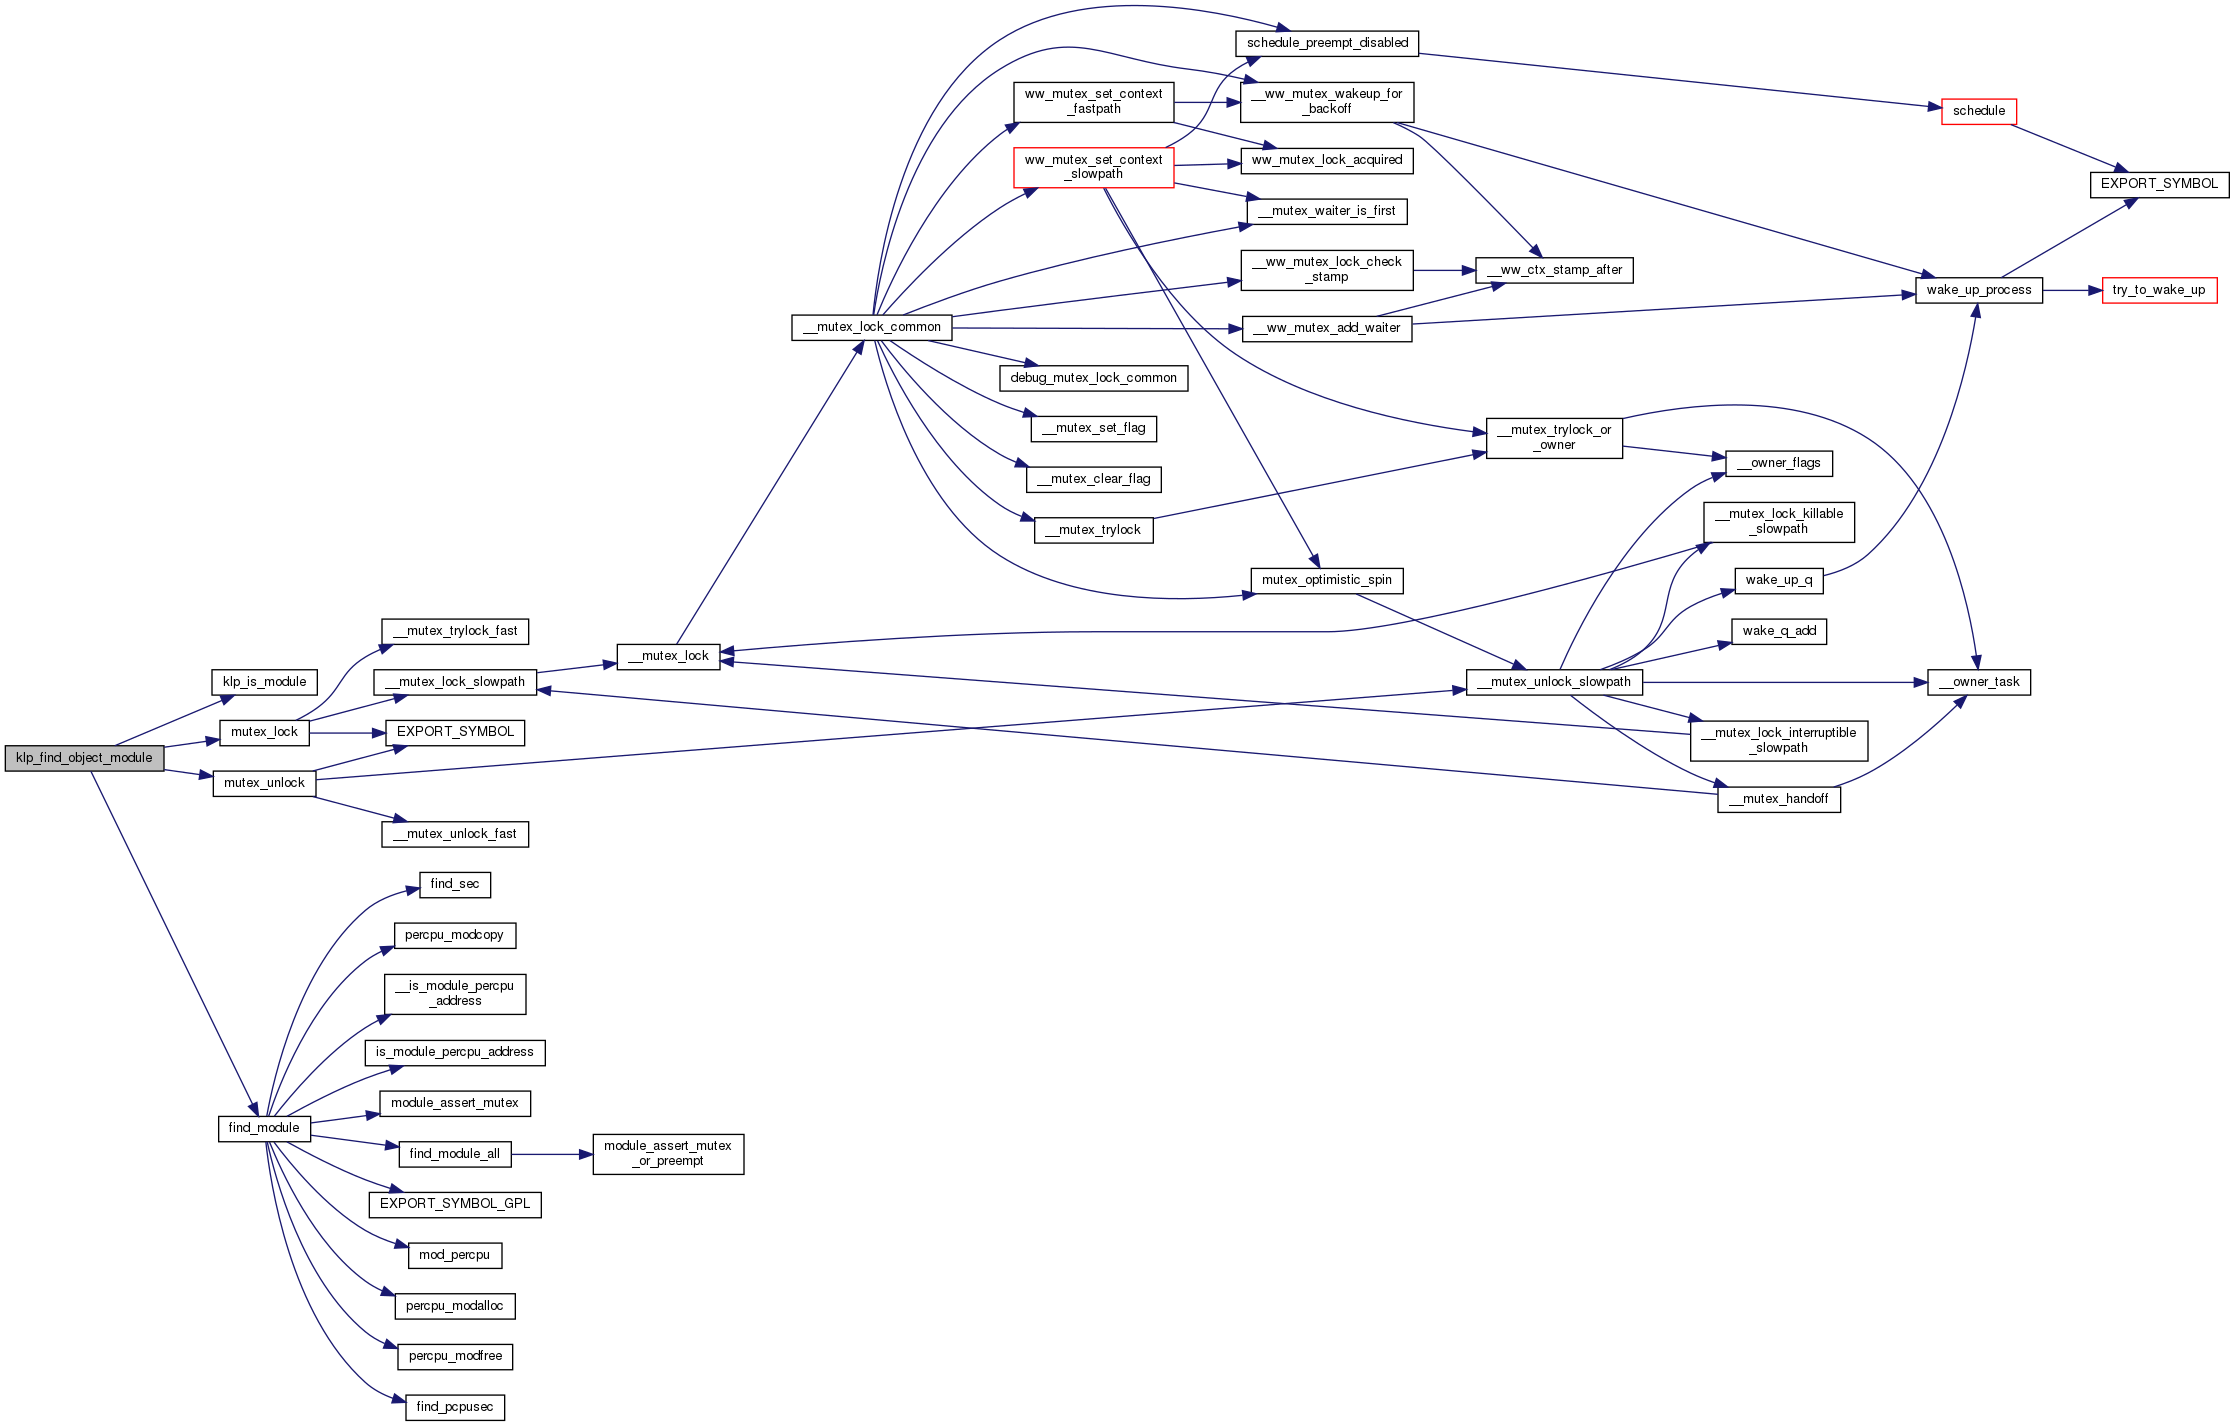 schedule_preempt_disabled
ww_mutex_set_context
_fastpath
__ww_mutex_wakeup_for
_backoff
schedule
ww_mutex_set_context
_slowpath
ww_mutex_lock_acquired
EXPORT_SYMBOL
__mutex_waiter_is_first
__ww_mutex_lock_check
_stamp
__ww_ctx_stamp_after
wake_up_process
try_to_wake_up
__mutex_lock_common
__ww_mutex_add_waiter
debug_mutex_lock_common
__mutex_set_flag
__mutex_trylock_or
_owner
__owner_flags
__mutex_clear_flag
__mutex_lock_killable
_slowpath
__mutex_trylock
mutex_optimistic_spin
wake_up_q
__mutex_trylock_fast
wake_q_add
__mutex_lock
klp_is_module
__mutex_lock_slowpath
__mutex_unlock_slowpath
__owner_task
mutex_lock
EXPORT_SYMBOL
__mutex_lock_interruptible
_slowpath
klp_find_object_module
mutex_unlock
__mutex_handoff
__mutex_unlock_fast
find_sec
percpu_modcopy
__is_module_percpu
_address
is_module_percpu_address
module_assert_mutex
find_module
find_module_all
module_assert_mutex
_or_preempt
EXPORT_SYMBOL_GPL
mod_percpu
percpu_modalloc
percpu_modfree
find_pcpusec